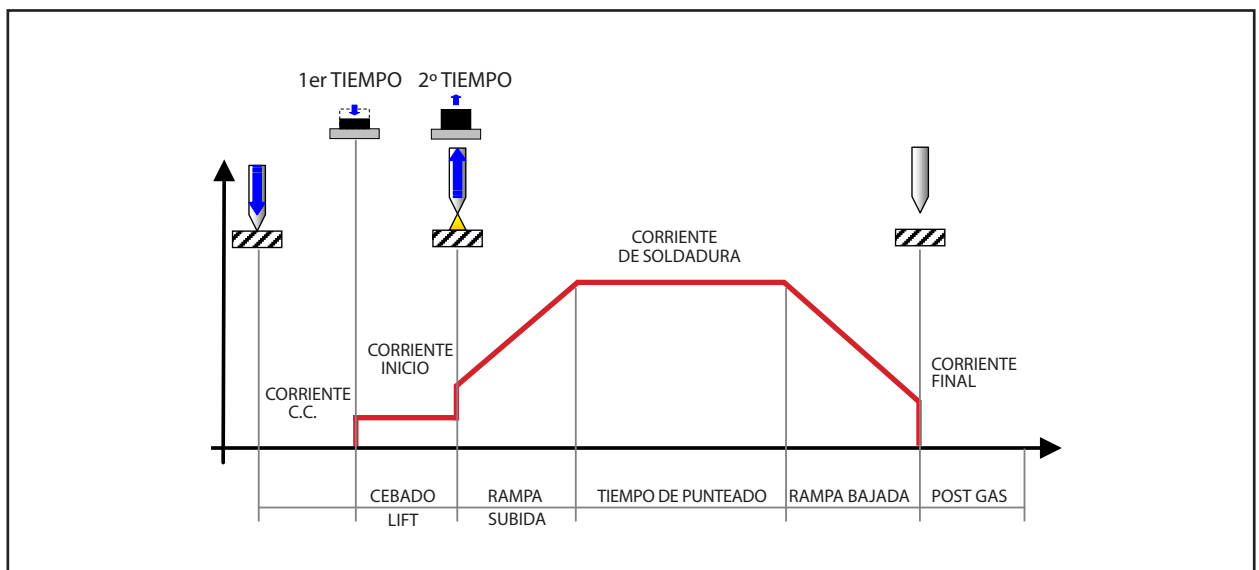 1er TIEMPO 2º TIEMPO
CORRIENTE
DE SOLDADURA
CORRIENTE
INICIO
CORRIENTE
FINAL
CORRIENTE
C.C.
CEBADO
LIFT
RAMPA
SUBIDA
TIEMPO DE PUNTEADO
RAMPA BAJADA
POST GAS